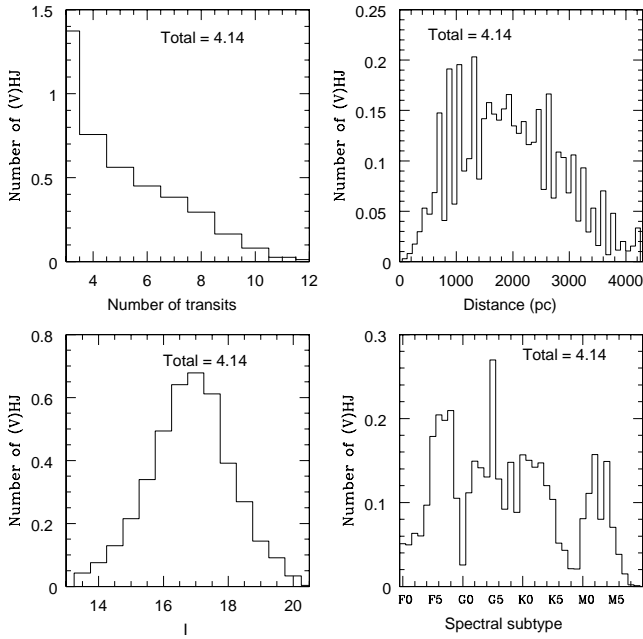 1.5
1
0.5
0
Total = 4.14
Number of (V)HJ
4 6 8 10 12
Number of transits
0.25
0.2
0.15
0.1
0.05
0
Total = 4.14
Number of (V)HJ
0 1000 2000 3000 4000
Distance (pc)
0.8
0.6
0.4
0.2
0
Total = 4.14
Number of (V)HJ
14 16 18 20
I
0.3
0.2
0.1
0
Total = 4.14
Number of (V)HJ
F0 F5 G0 G5 K0 K5 M0 M5
Spectral subtype